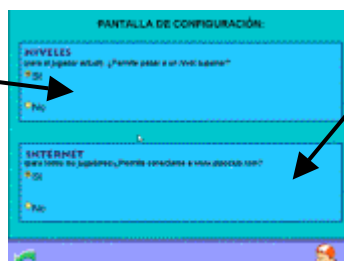 PANTALLA DE CONFIGURACIÓN:
NIVELES
(para el jugador actual). ¿Permite pasar a un nivel superior?
Sí
No
INTERNET
(para todos los jugadores) ¿Permite conectarse a
Sí
No